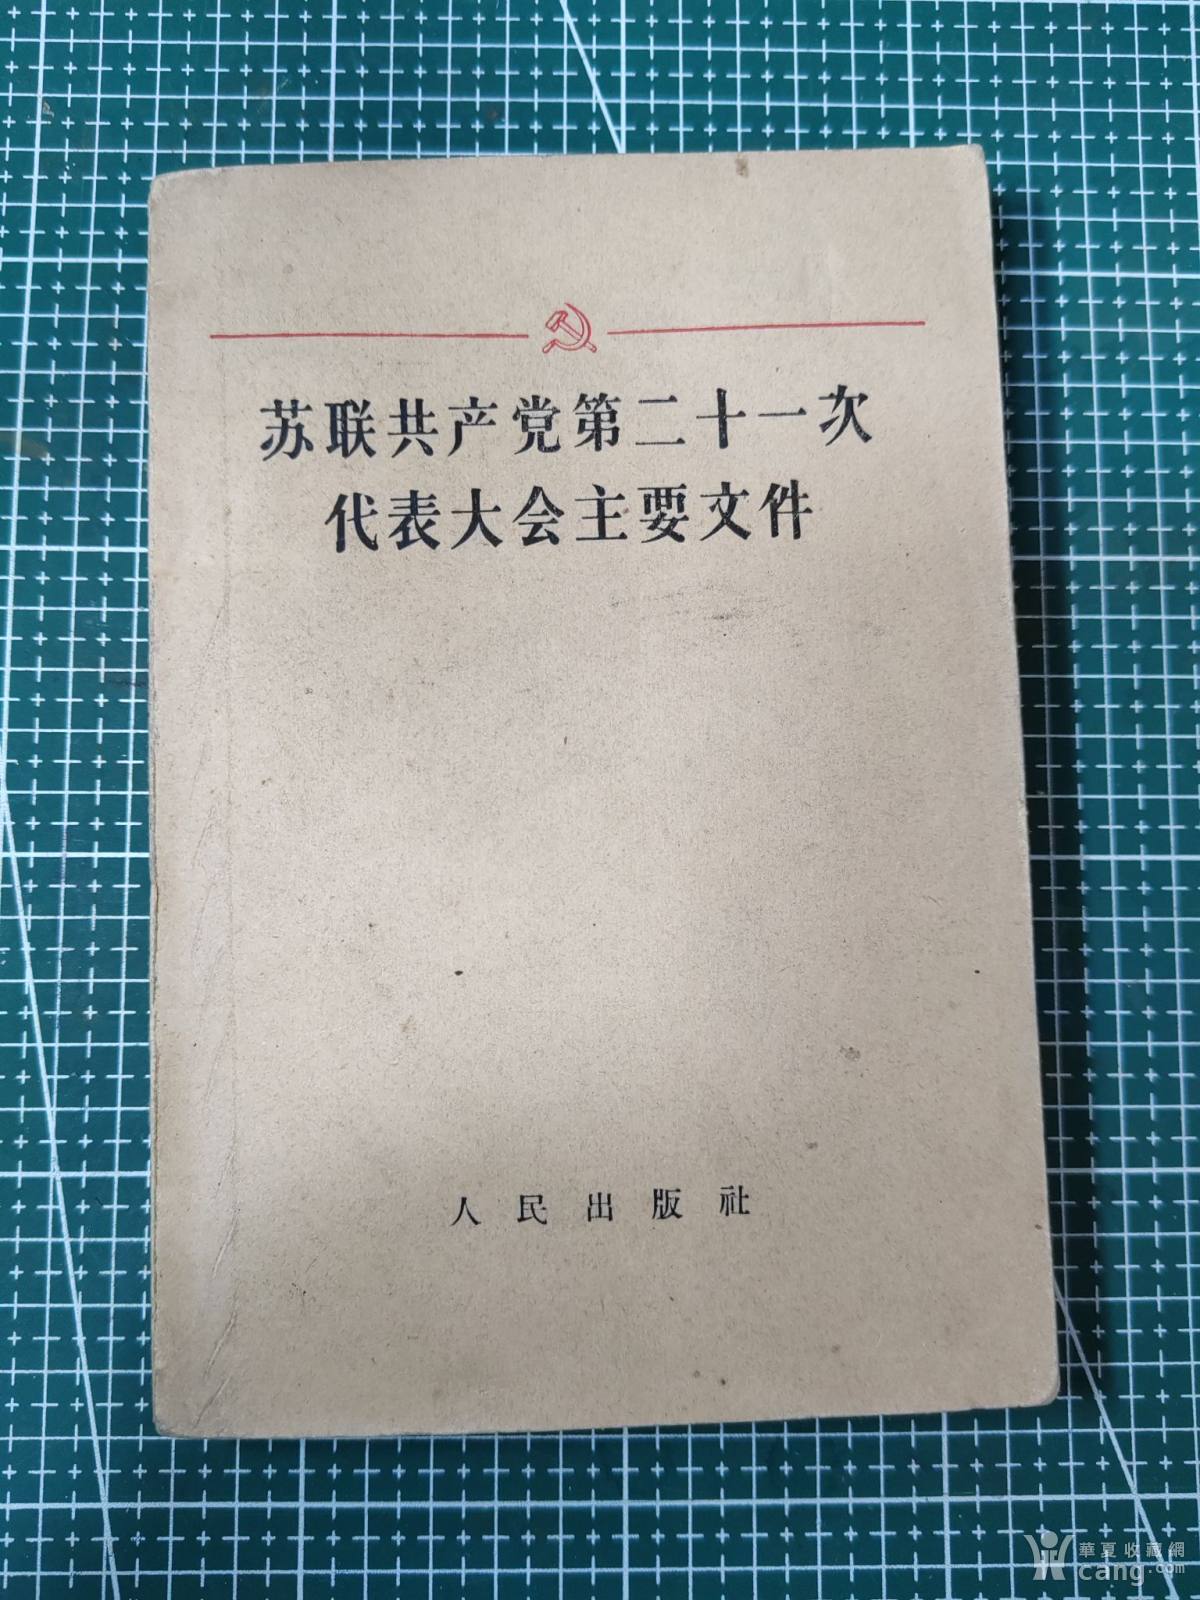 苏联共产党第二十一次
代表大会主要文件
人民出版社
華夏收藏網
cang.com